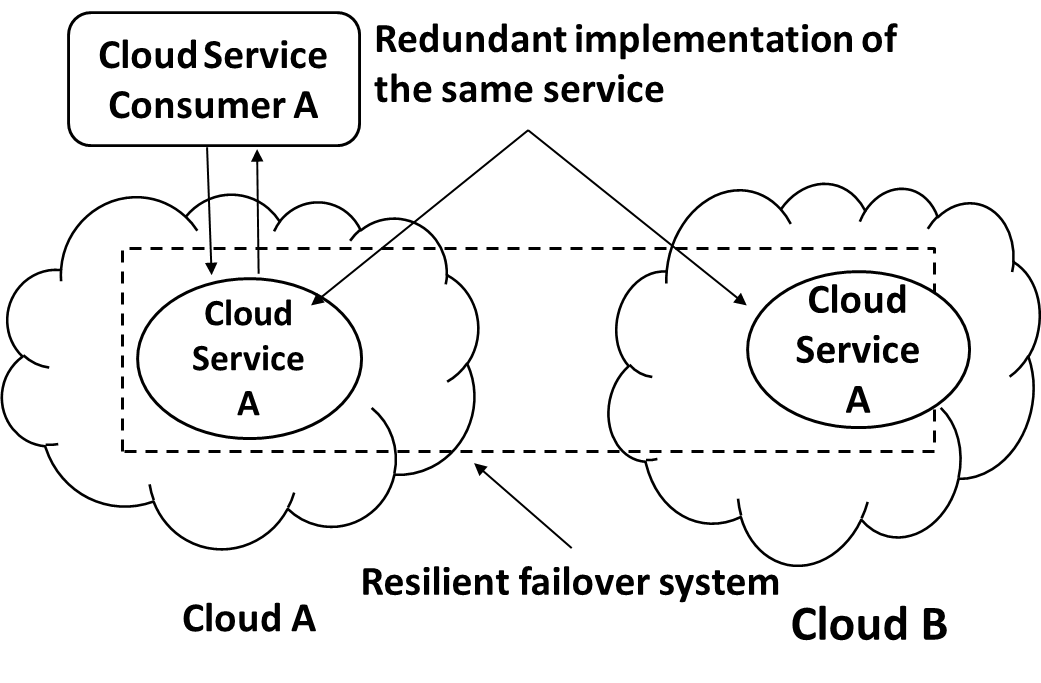 Cloud Service
Consumer A
Redundant implementation of
the same service
Cloud
Service
A
Cloud
Service
A
Resilient failover system
Cloud A
Cloud B